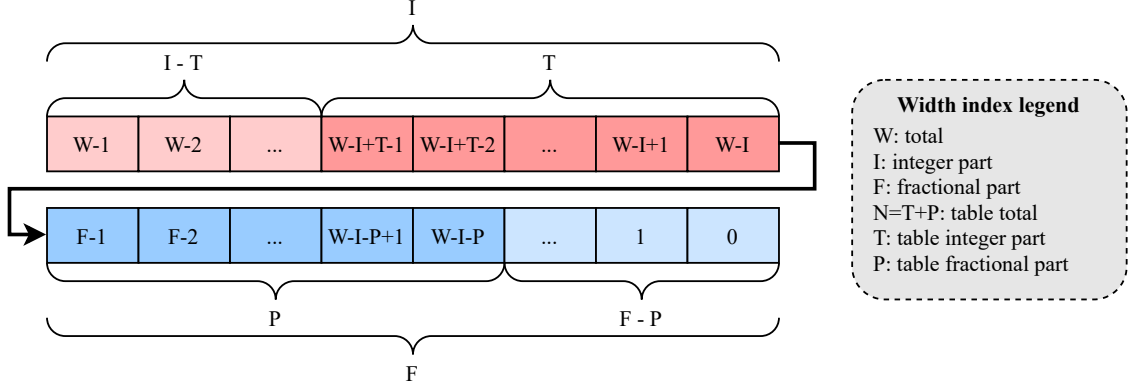 I
I - T
T
W-1 W-2 ... W-I+T-1 W-I+T-2 ... W-I+1 W-I
F-1 F-2 ... W-I-P+1 W-I-P ... 1 0
P
F - P
F
Width index legend
W: total
I: integer part
F: fractional part
N=T+P: table total
T: table integer part
P: table fractional part